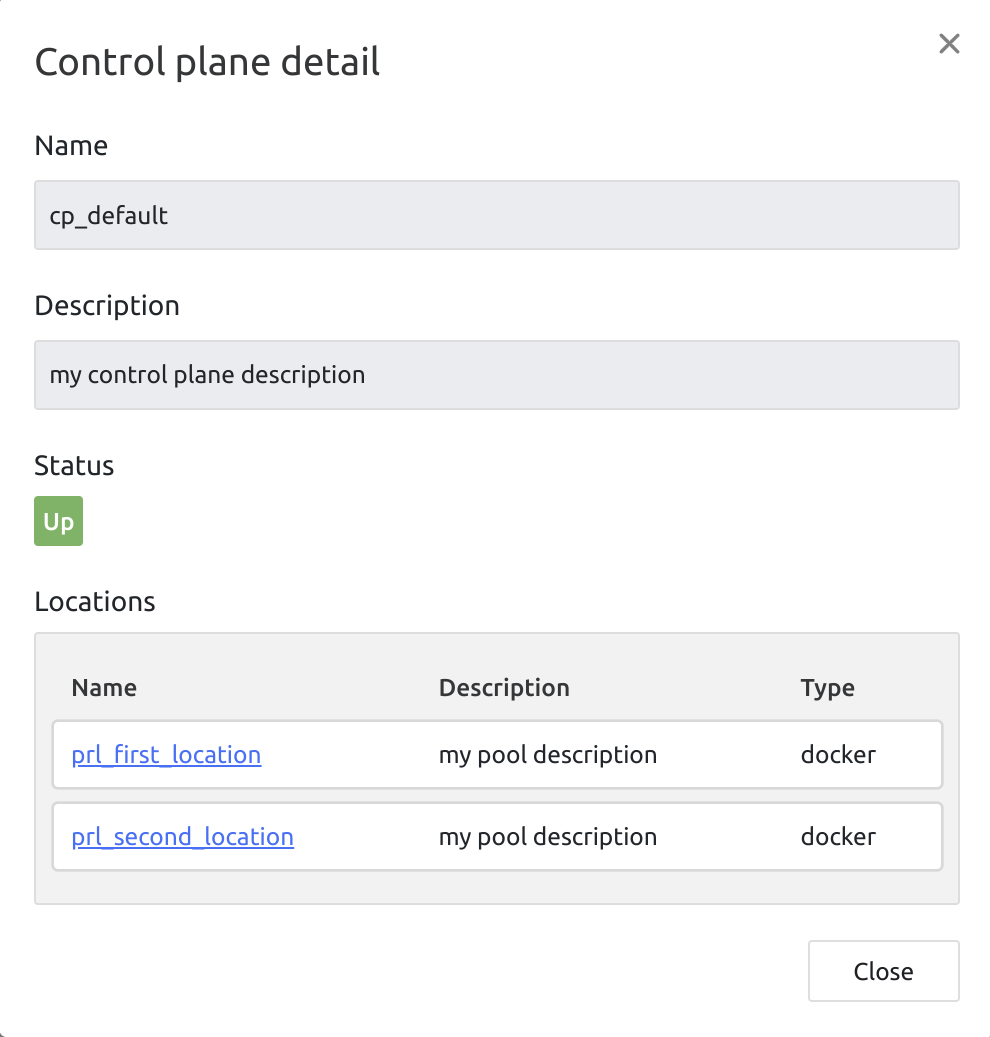 Control plane detail
Name
cp_default
Description
my control plane description
Status
Up
Locations
Name Description Type
prl_first_location my pool description docker
prl_second_location my pool description docker
Close